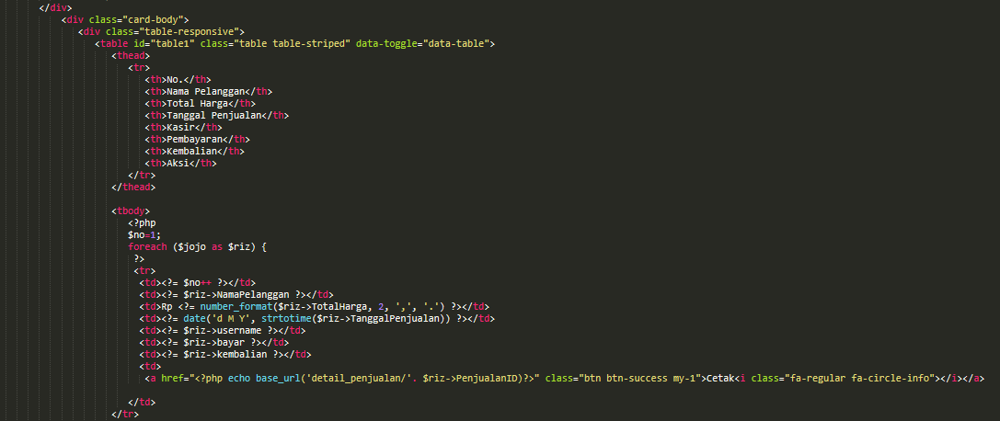 </div>
<div class="card-body">
<div class="table-responsive">
<table id="table1" class="table table-striped" data-toggle="data-table">
<thead>
<tr>
<th>No.</th>
<th>Nama Pelanggan</th>
<th>Total Harga</th>
<th>Tanggal Penjualan</th>
<th>Kasir</th>
<th>Pembayaran</th>
<th>Kembalian</th>
<th>Aksi</th>
</tr>
</thead>
<tbody>
<?php
$no=1;
foreach ($jojo as $riz) {
?>
<tr>
<td><?= $no++ ?></td>
<td><?= $riz->NamaPelanggan ?></td>
<td>Rp <?= number_format($riz->TotalHarga, 2, ',', '.') ?></td>
<td><?= date('d M Y', strtotime($riz->TanggalPenjualan)) ?></td>
<td><?= $riz->username ?></td>
<td><?= $riz->bayar ?></td>
<td><?= $riz->kembalian ?></td>
<td>
<a href="<?php echo base_url('detail_penjualan/'. $riz->PenjualanID)?>" class="btn btn-success my-1">Cetak<i class="fa-regular fa-circle-info"></i></a>
</td>
</tr>